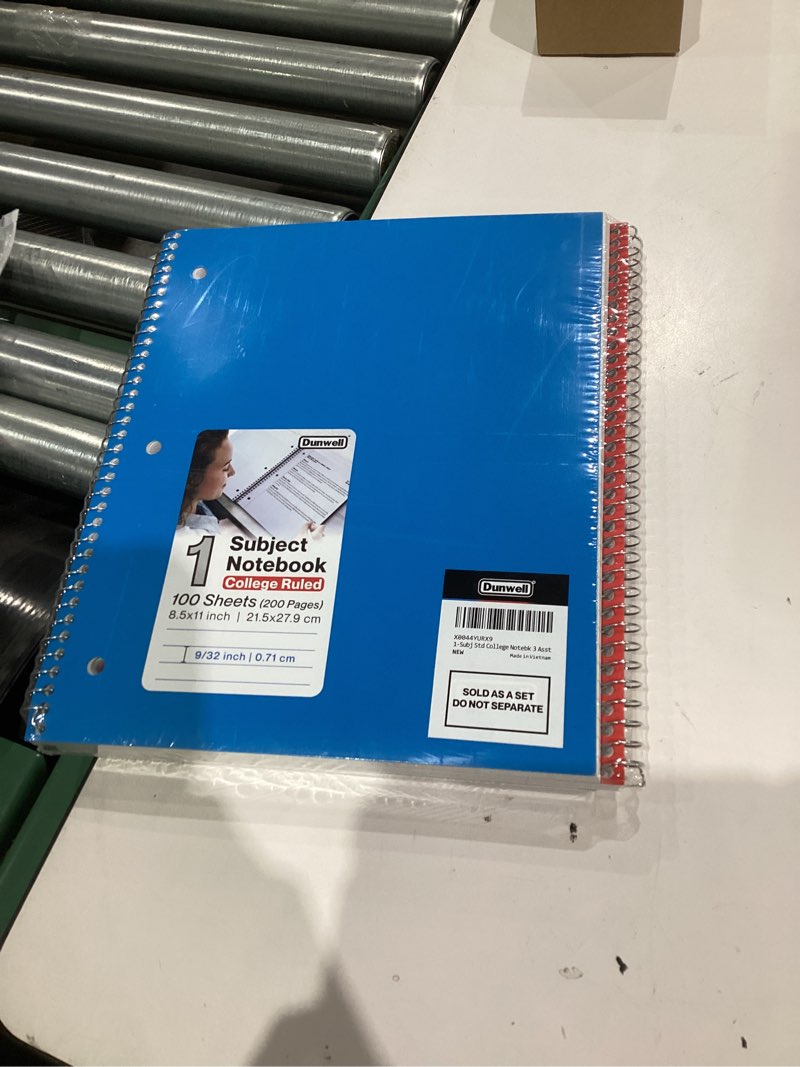 Dunwell
1 Subject
Notebook
College Ruled
100 Sheets (200 Pages)
8.5x11 inch | 21.5x27.9 cm
9/32 inch | 0.71 cm
Dunwell
X0044YURX9
1-Subj Std College Notebk 3 Asst
NEW
Made in Vietnam
SOLD AS A SET
DO NOT SEPARATE